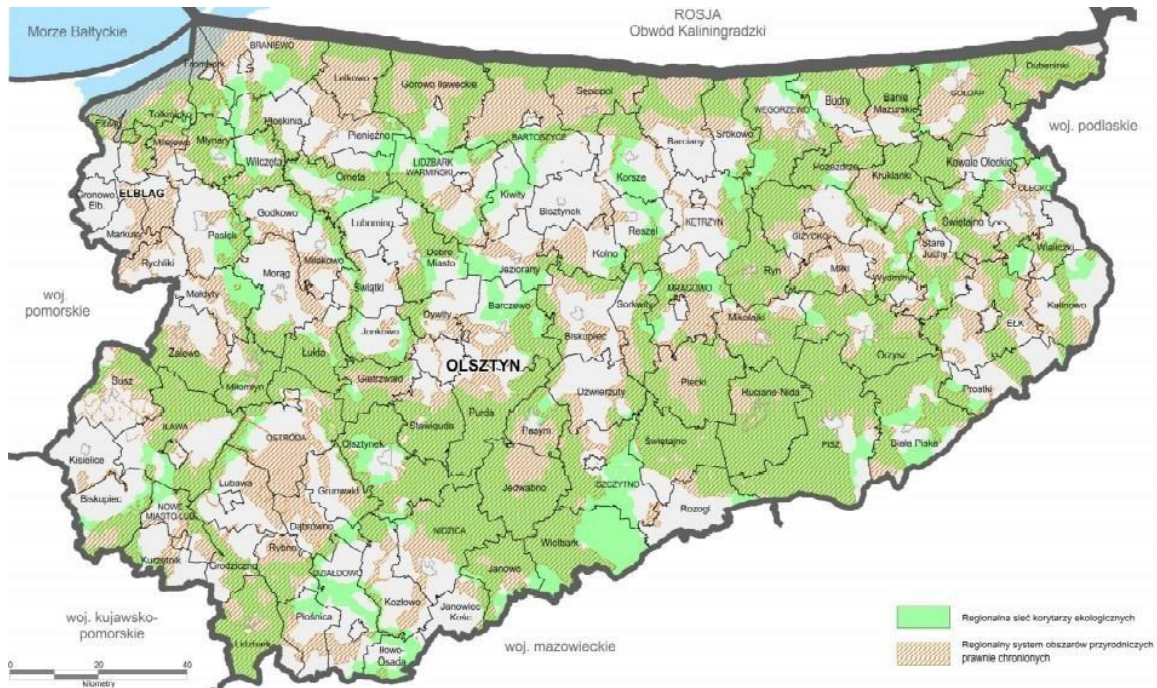 ROSJA
Obwód Kaliningradzki
Morze Bałtyckie
Frombork
BRANIEWO
Lelkowo
Górowo Iławeckie
Sępopol
Dubeninki
WĘGORZEWO
Budry
Banie
Mazurskie
GOŁDAP
woj. podlaskie
Tolkmicko
Płoskinia
Pieniężno
BARTOSZYCE
Barciany
Srokowo
Milejewo
Młynary
Wilczęta
Orneta
LIDZBARK
WARMIŃSKI
Kiwity
Korsze
Pozezdrze
Kruklanki
Kowale Oleckie
OLECKO
ELBLĄG
Gronowo
Elb.
Godkowo
Lubomino
Bisztynek
Reszel
KĘTRZYN
Świętajno
Markusy
Pasłęk
Dobre
Miasto
Kolno
GIŻYCKO
Stare
Juchy
Wieliczki
Rychliki
Morąg
Miłakowo
Świątki
Jeziorany
Ryn
Miłki
Wydminy
Małdyty
Barczewo
Sorkwity
MRĄGOWO
Kalinowo
woj.
pomorskie
Jonkowo
Dywity
Biskupiec
Mikołajki
EŁK
Zalewo
Łukta
OLSZTYN
Orzysz
Susz
Miłomłyn
Gietrzwałd
Dźwierzuty
Piecki
Ruciane-Nida
Prostki
IŁAWA
OSTRÓDA
Olsztynek
Stawiguda
Purda
Pasym
Świętajno
PISZ
Biała Piska
Kisielice
Lubawa
Grunwald
Jedwabno
SZCZYTNO
Rozogi
Biskupiec
NOWE
MIASTO LUB.
Dąbrówno
NIDZICA
Wielbark
Kurzętnik
Grodziczno
Rybno
DZIAŁDOWO
Janowo
Kozłowo
Janowiec
Kośc.
Płośnica
Lidzbark
Iłowo-
Osada
woj. kujawsko-
pomorskie
woj. mazowieckie
Regionalna sieć korytarzy ekologicznych
Regionalny system obszarów przyrodniczych
prawnie chronionych
0 20 40
kilometry